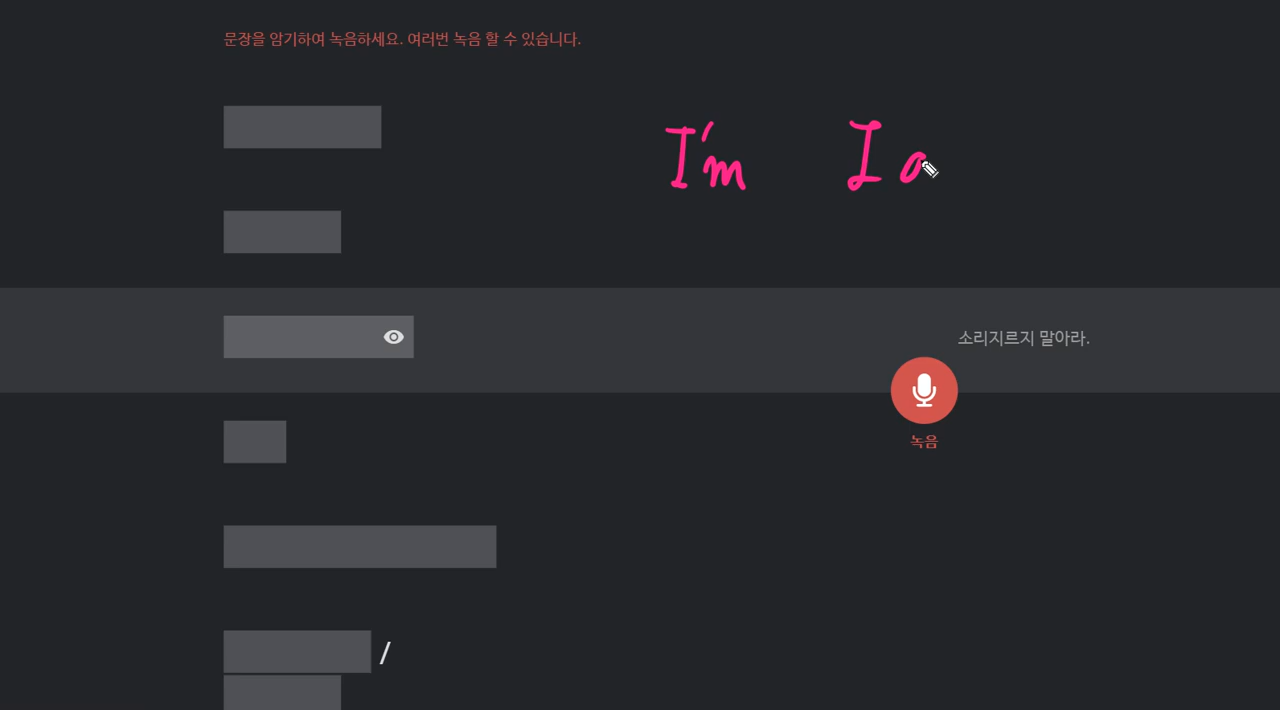 문장을 암기하여 녹음하세요. 여러번 녹음 할 수 있습니다.
I'm I a
소리지르지 말아라.
녹음
/